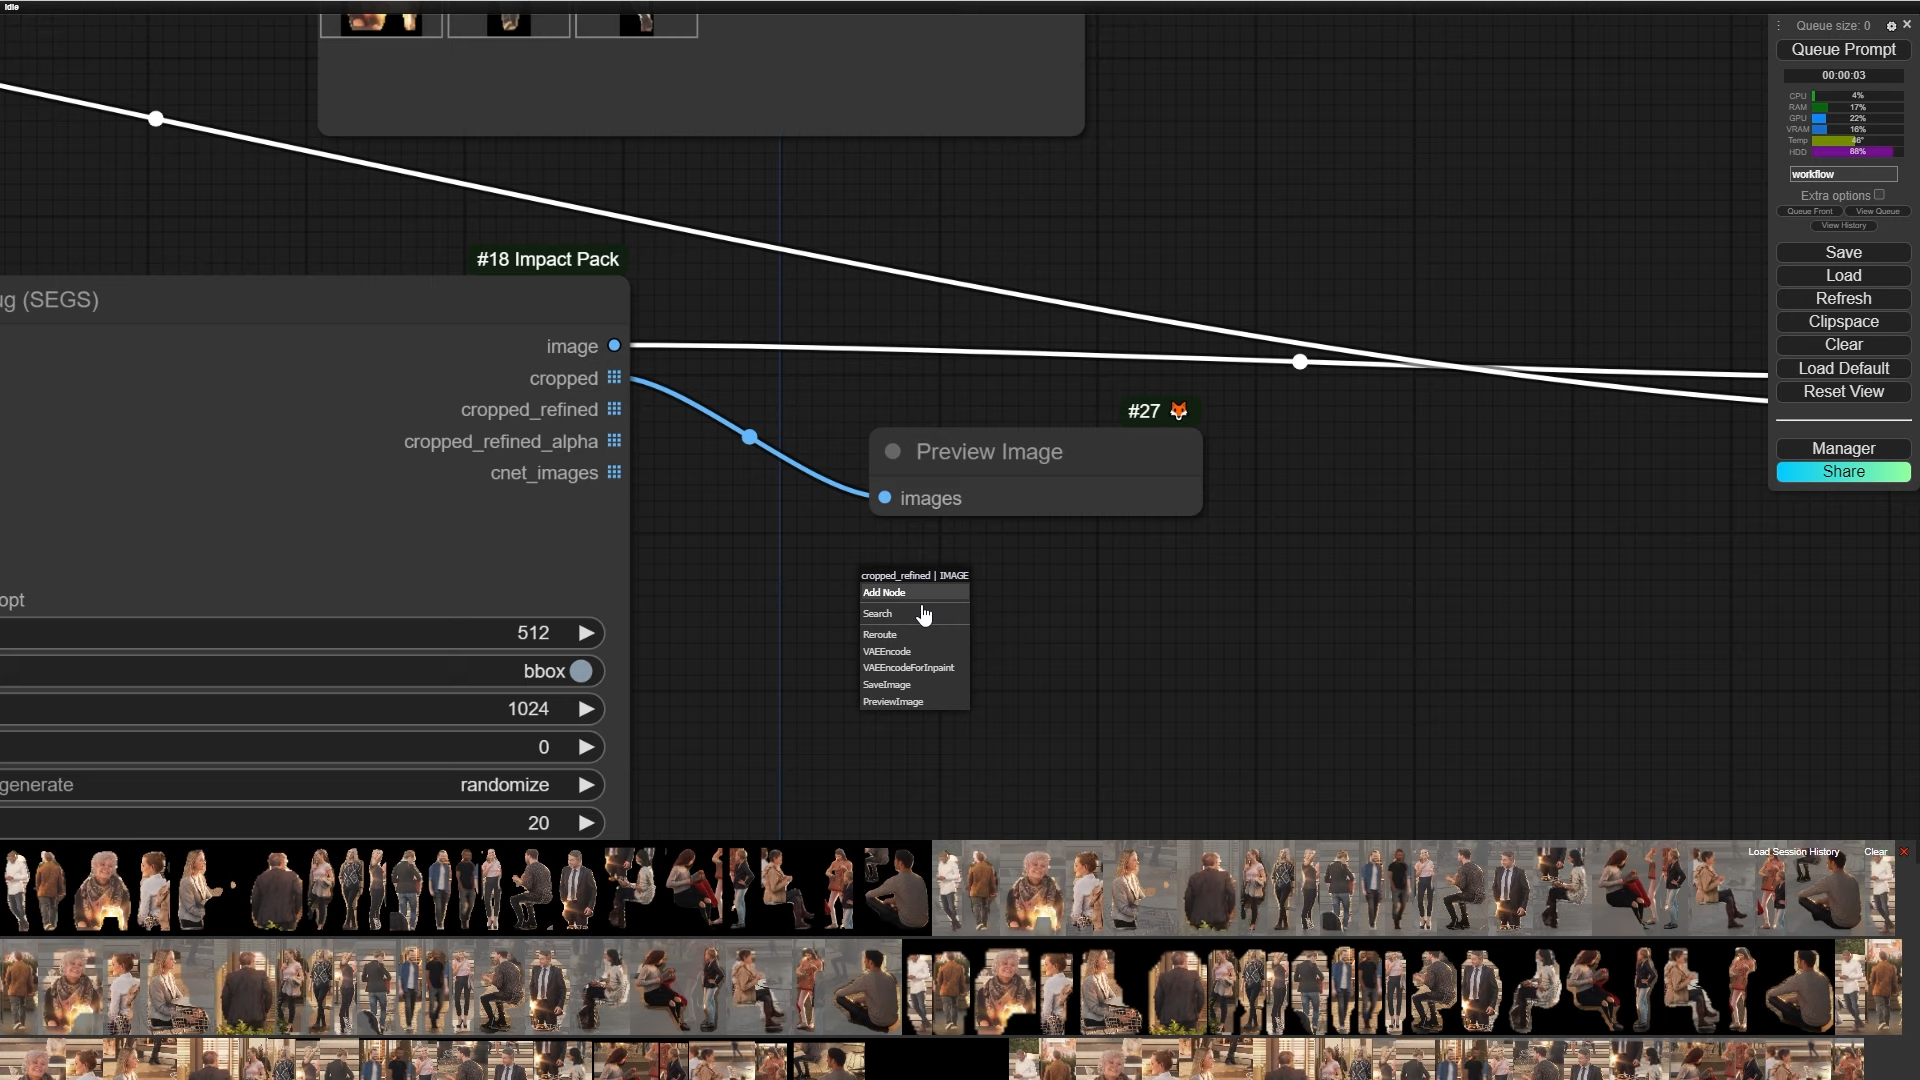 Idle
Queue size: 0
Queue Prompt
00:00:03
CPU 4%
RAM 17%
GPU 22%
VRAM 16%
Temp 46°
HDD 88%
workflow
Extra options
Queue Front View Queue
View History
Save
Load
Refresh
Clipspace
Clear
Load Default
Reset View
Manager
Share
#18 Impact Pack
ug (SEGS)
image
cropped
cropped_refined
cropped_refined_alpha
cnet_images
opt
512
bbox
1024
0
generate randomize
20
#27
Preview Image
images
cropped_refined | IMAGE
Add Node
Search
Reroute
VAEEncode
VAEEncodeForInpaint
SaveImage
PreviewImage
Load Session History Clear